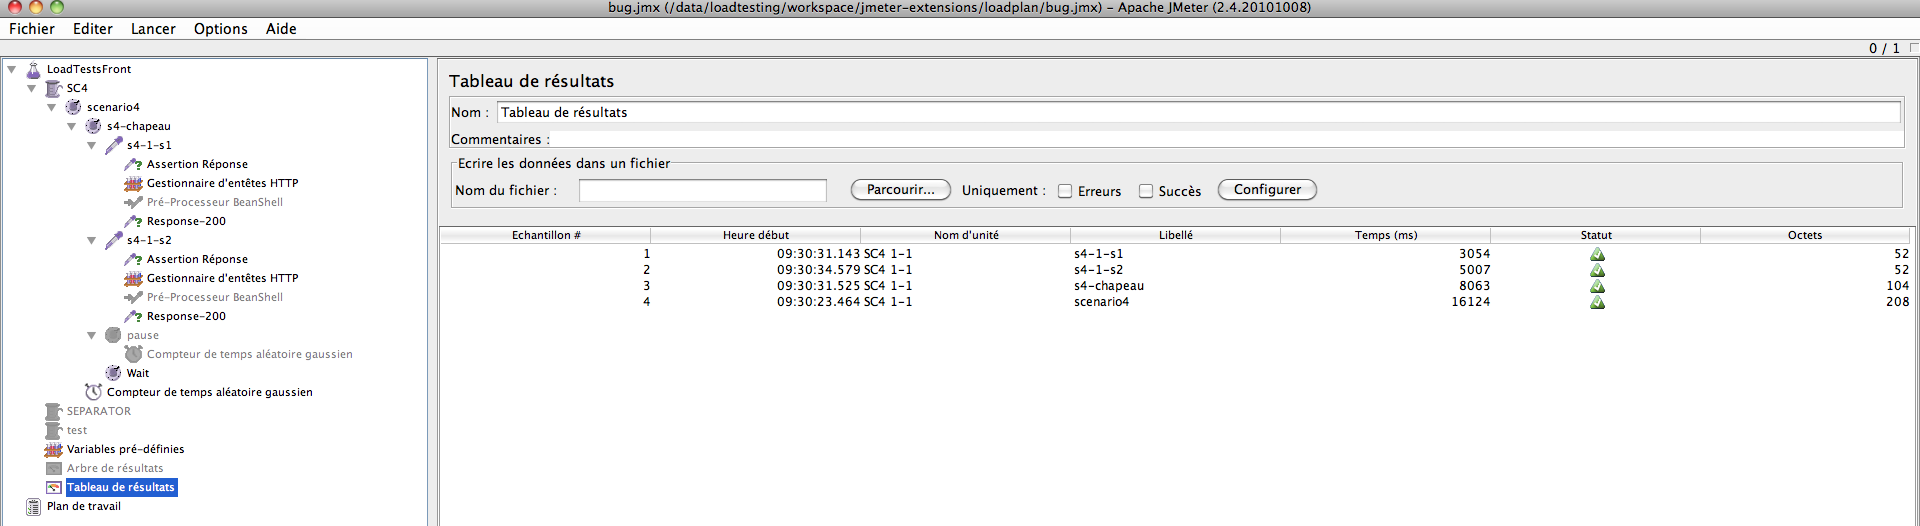 bug.jmx (/data/loadtesting/workspace/jmeter-extensions/loadplan/bug.jmx) - Apache JMeter (2.4.20101008)
Fichier Editer Lancer Options Aide
0 / 1
LoadTestsFront
SC4
scenario4
s4-chapeau
s4-1-s1
Assertion Réponse
Gestionnaire d'entêtes HTTP
Pré-Processeur BeanShell
Response-200
s4-1-s2
Assertion Réponse
Gestionnaire d'entêtes HTTP
Pré-Processeur BeanShell
Response-200
pause
Compteur de temps aléatoire gaussien
Wait
Compteur de temps aléatoire gaussien
SEPARATOR
test
Variables pré-définies
Arbre de résultats
Tableau de résultats
Plan de travail
Tableau de résultats
Nom : Tableau de résultats
Commentaires :
Ecrire les données dans un fichier
Nom du fichier : Parcourir... Uniquement : Erreurs Succès Configurer
Echantillon # Heure début Nom d'unité Libellé Temps (ms) Statut Octets
1 09:30:31.143 SC4 1-1 s4-1-s1 3054 52
2 09:30:34.579 SC4 1-1 s4-1-s2 5007 52
3 09:30:31.525 SC4 1-1 s4-chapeau 8063 104
4 09:30:23.464 SC4 1-1 scenario4 16124 208